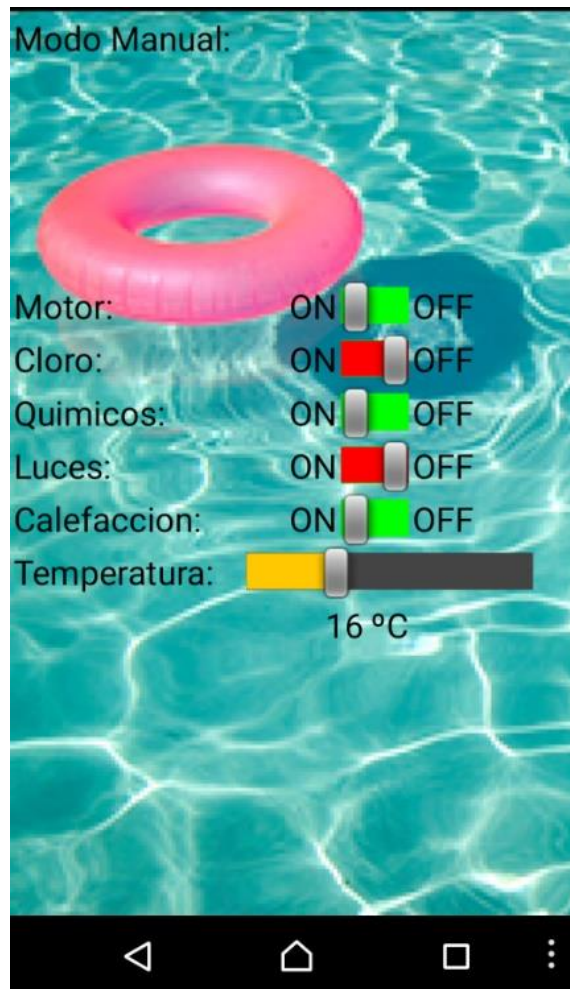 Modo Manual:
Motor: ON OFF
Cloro: ON OFF
Quimicos: ON OFF
Luces: ON OFF
Calefaccion: ON OFF
Temperatura:
16 ºC